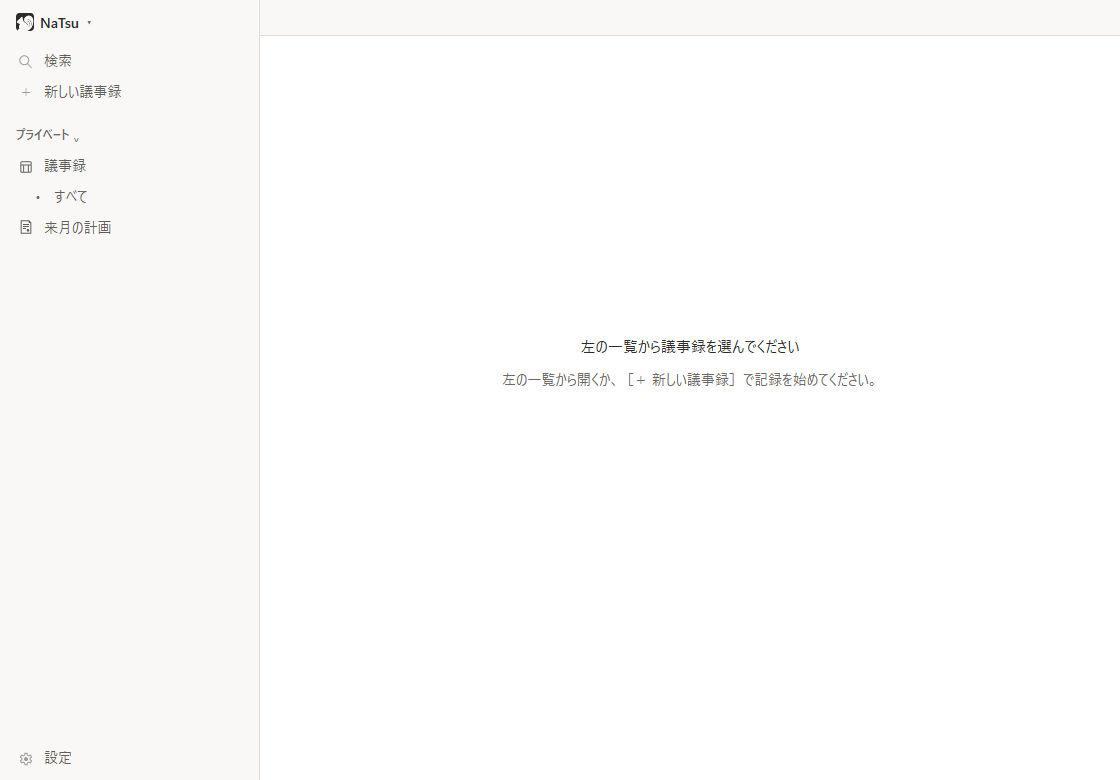 NaTsu
検索
新しい議事録
プライベート
議事録
すべて
来月の計画
左の一覧から議事録を選んでください
左の一覧から開くか、［+ 新しい議事録］で記録を始めてください。
設定